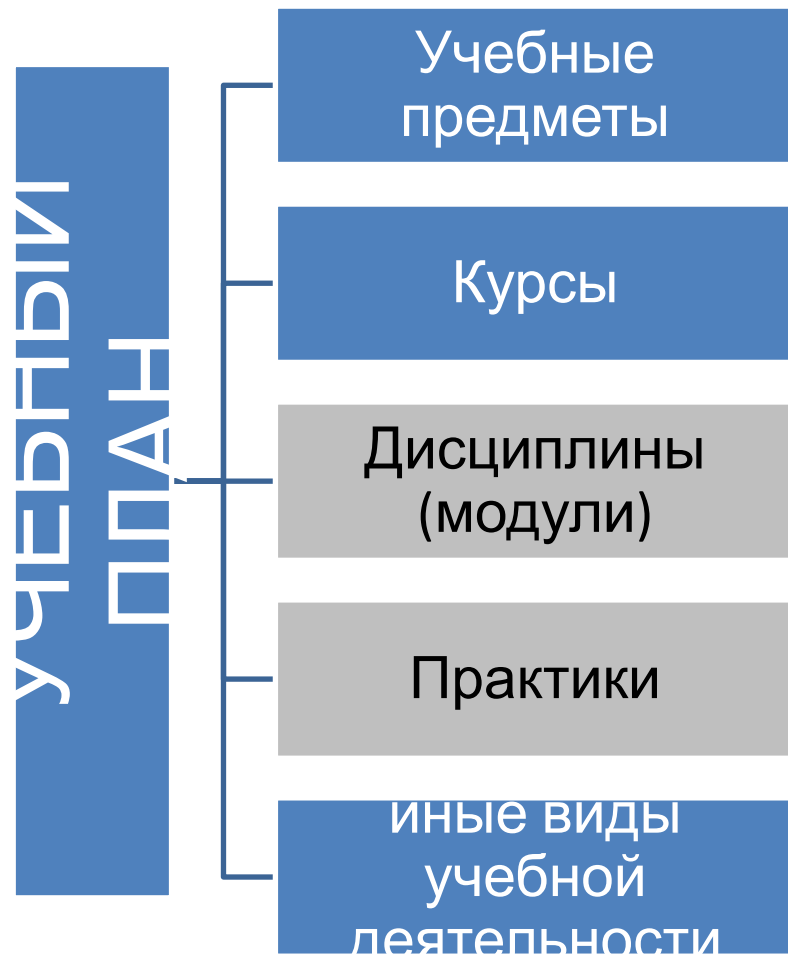 УЧЕБНЫЙ
ПЛАН
Учебные
предметы
Курсы
Дисциплины
(модули)
Практики
иные виды
учебной
деятельности